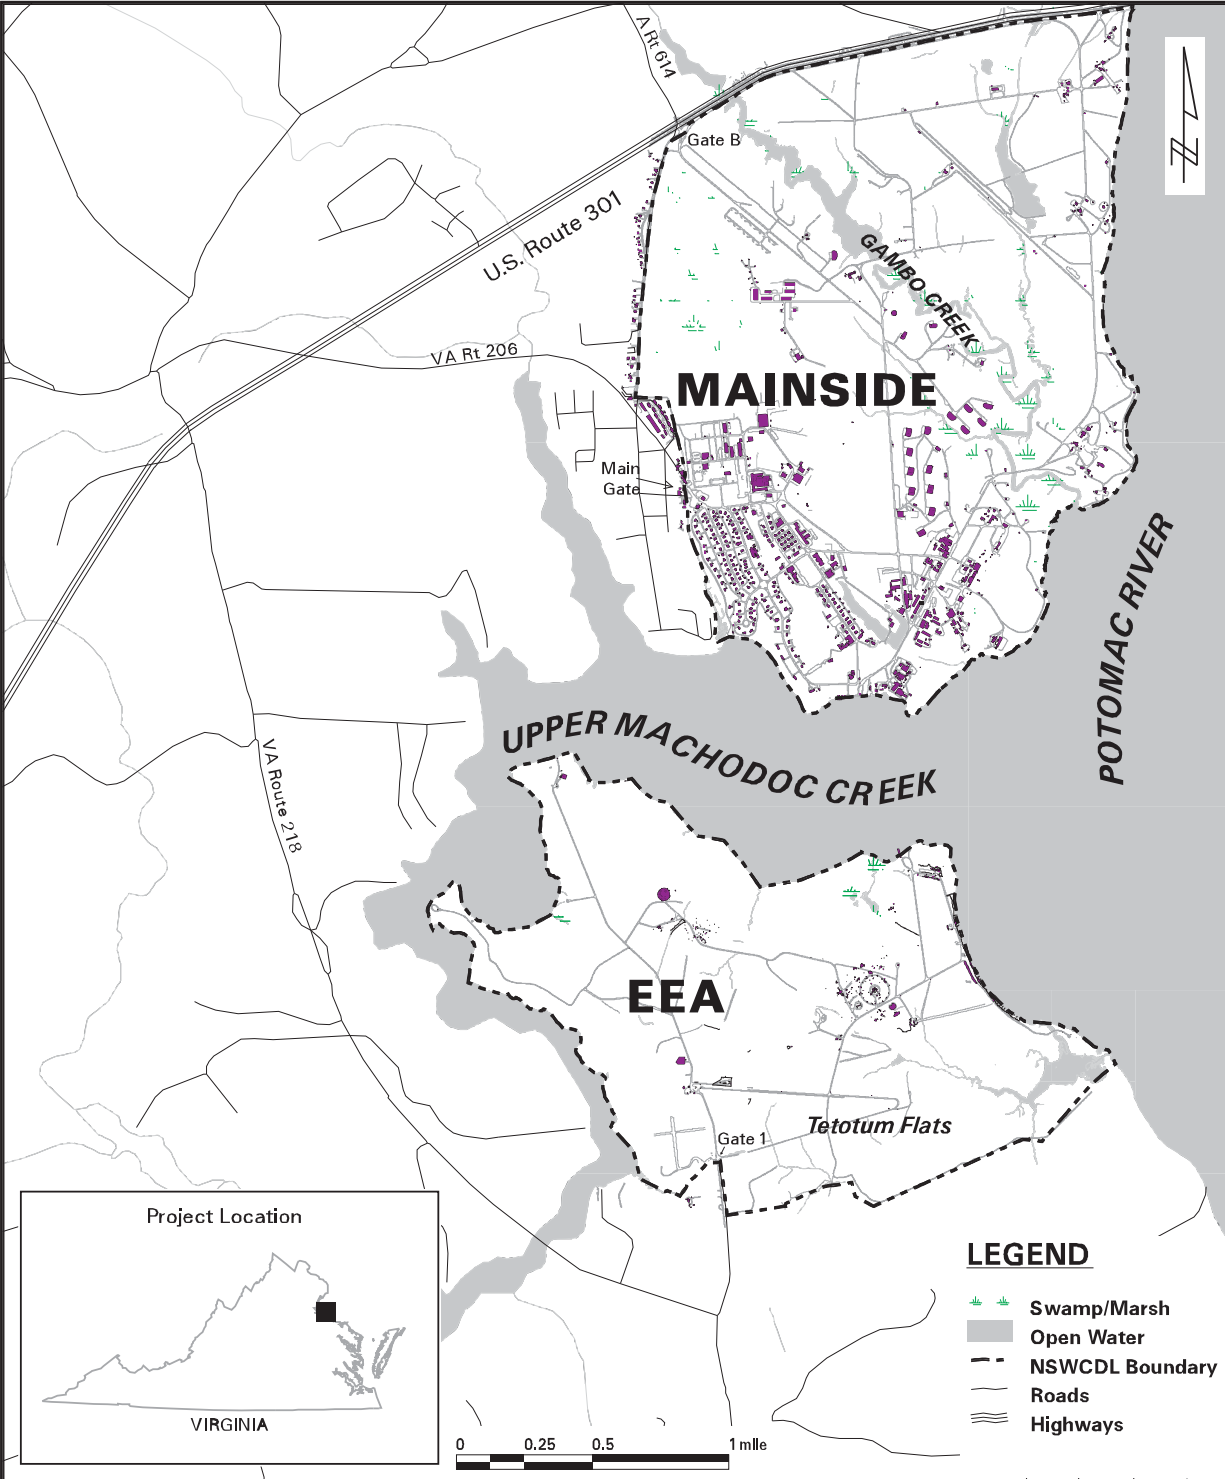 A Rt 614
Gate B
U.S. Route 301
GAMBO CREEK
VA Rt 206
MAINSIDE
Main
Gate
POTOMAC RIVER
UPPER MACHODOC CREEK
VA Route 218
EEA
Tetotum Flats
Gate 1
Project Location
VIRGINIA
LEGEND
Swamp/Marsh
Open Water
NSWCDL Boundary
Roads
Highways
0 0.25 0.5 1 mile